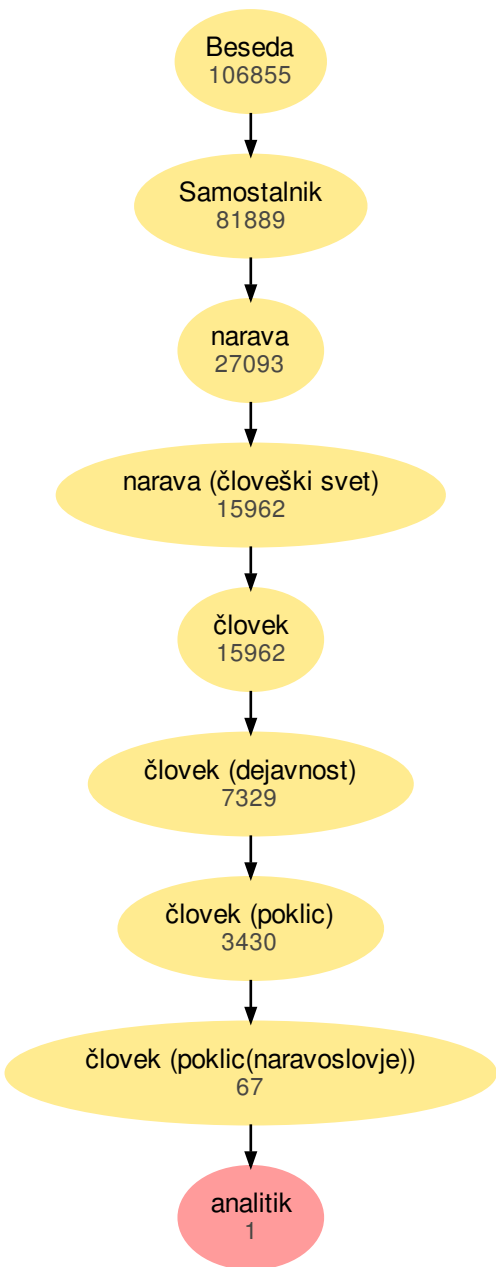 Beseda
106855
Samostalnik
81889
narava
27093
narava (človeški svet)
15962
človek
15962
človek (dejavnost)
7329
človek (poklic)
3430
človek (poklic(naravoslovje))
67
analitik
1